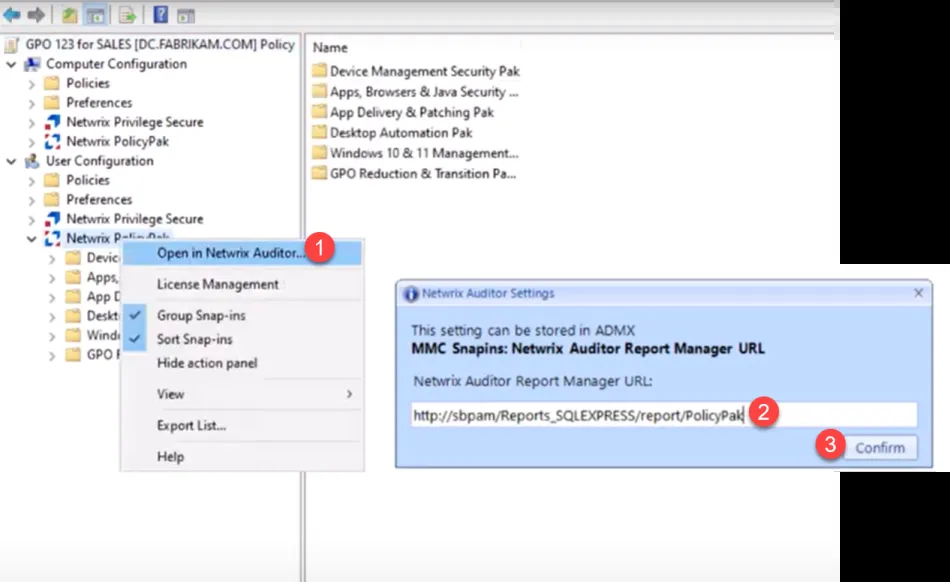 GPO 123 for SALES [DC.FABRIKAM.COM] Policy
Computer Configuration
Policies
Preferences
Netwrix Privilege Secure
Netwrix PolicyPak
User Configuration
Policies
Preferences
Netwrix Privilege Secure
Netwrix PolicyPak
Devic
Apps,
App D
Deskt
Wind
GPO F
Name
Device Management Security Pak
Apps, Browsers & Java Security ...
App Delivery & Patching Pak
Desktop Automation Pak
Windows 10 & 11 Management...
GPO Reduction & Transition Pa...
Open in Netwrix Auditor...
1
License Management
Group Snap-ins
Sort Snap-ins
Hide action panel
View
Export List...
Help
Netwrix Auditor Settings
This setting can be stored in ADMX
MMC Snapins: Netwrix Auditor Report Manager URL
Netwrix Auditor Report Manager URL:
http://sbpam/Reports_SQLEXPRESS/report/PolicyPak
2
3
Confirm